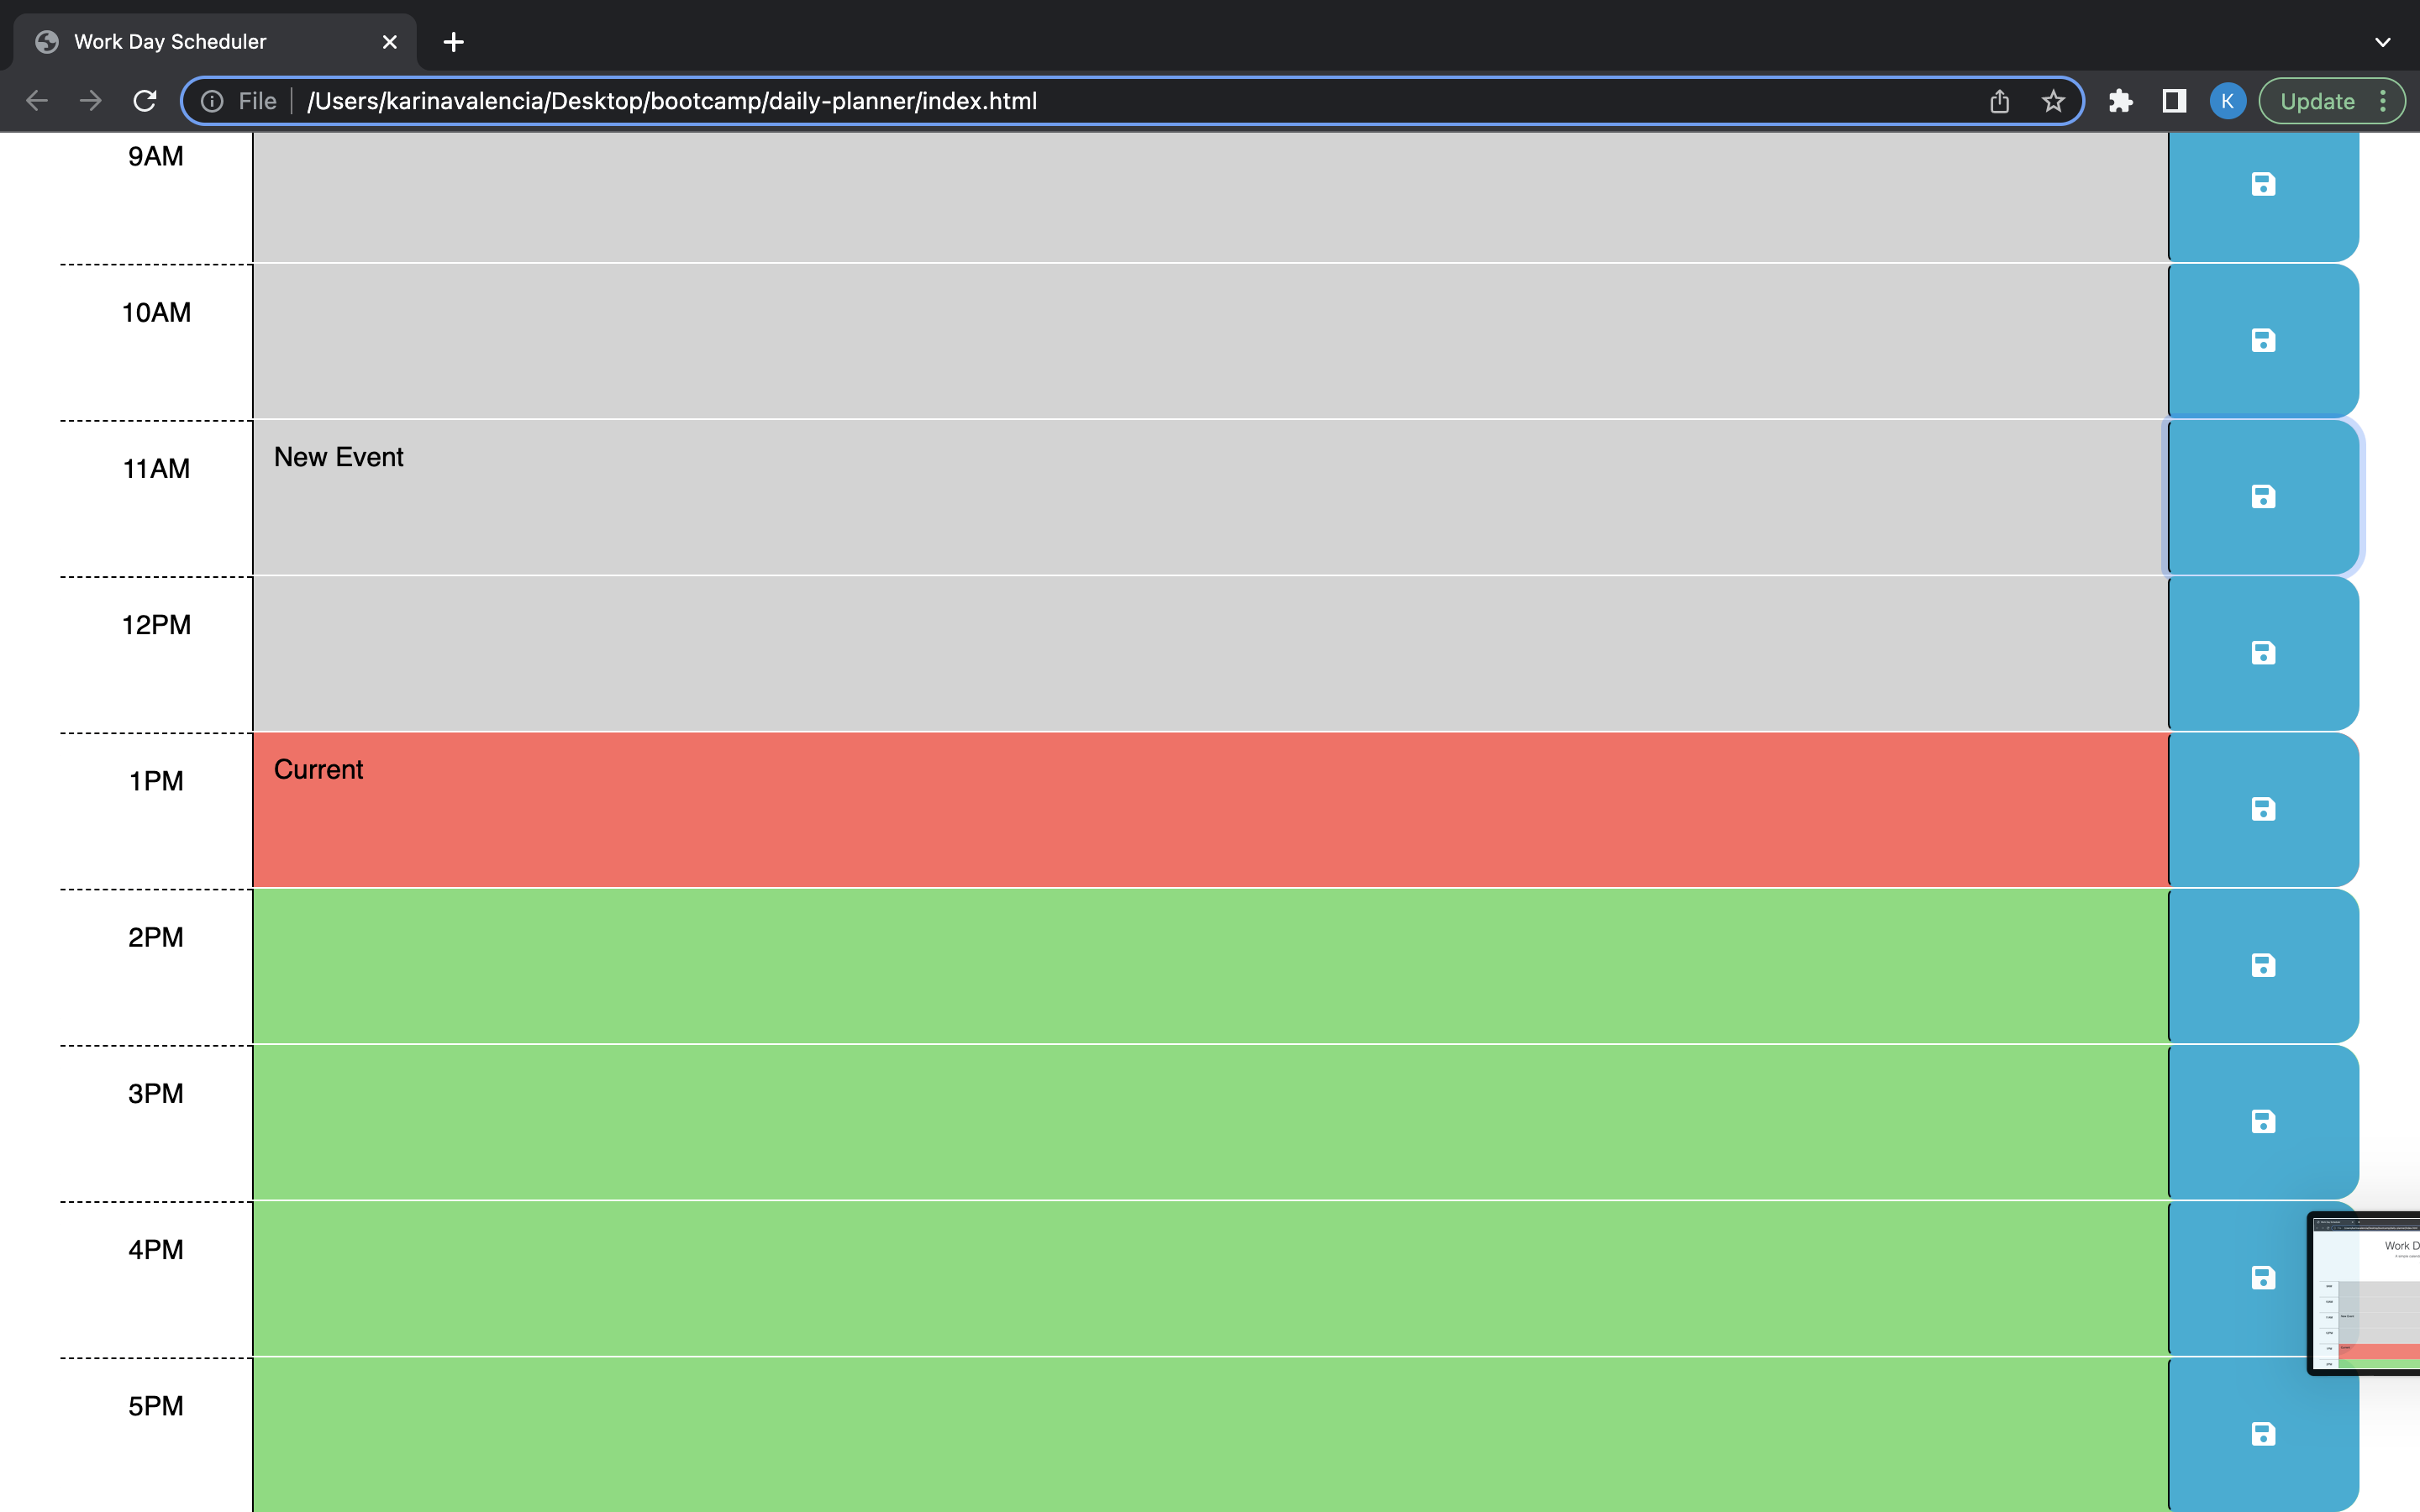 Work Day Scheduler
File /Users/karinavalencia/Desktop/bootcamp/daily-planner/index.html K Update
9AM
10AM
11AM New Event
12PM
1PM Current
2PM
3PM
4PM
Work D
5PM